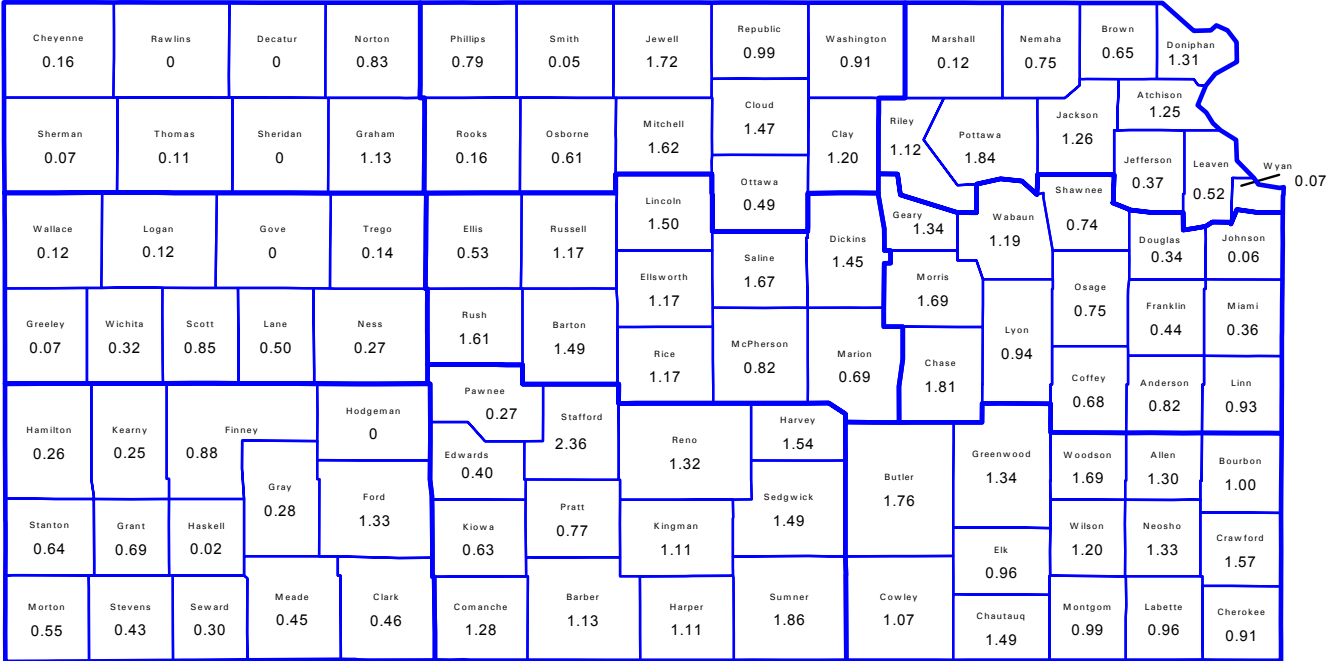 Cheyenne
0.16
Rawlins
0
Decatur
0
Norton
0.83
Phillips
0.79
Smith
0.05
Jewell
1.72
Republic
0.99
Washington
0.91
Marshall
0.12
Nemaha
0.75
Brown
0.65
Doniphan
1.31
Sherman
0.07
Thomas
0.11
Sheridan
0
Graham
1.13
Rooks
0.16
Osborne
0.61
Mitchell
1.62
Cloud
1.47
Clay
1.20
Riley
1.12
Pottawa
1.84
Jackson
1.26
Atchison
1.25
Jefferson
0.37
Leaven
0.52
Wyan
0.07
Ottawa
0.49
Wallace
0.12
Logan
0.12
Gove
0
Trego
0.14
Ellis
0.53
Russell
1.17
Lincoln
1.50
Saline
1.67
Dickins
1.45
Geary
1.34
Wabaun
1.19
Shawnee
0.74
Douglas
0.34
Johnson
0.06
Ellsworth
1.17
Morris
1.69
Osage
0.75
Greeley
0.07
Wichita
0.32
Scott
0.85
Lane
0.50
Ness
0.27
Rush
1.61
Barton
1.49
Rice
1.17
McPherson
0.82
Marion
0.69
Chase
1.81
Lyon
0.94
Franklin
0.44
Miami
0.36
Coffey
0.68
Anderson
0.82
Linn
0.93
Hamilton
0.26
Kearny
0.25
Finney
0.88
Hodgeman
0
Pawnee
0.27
Stafford
2.36
Edwards
0.40
Reno
1.32
Harvey
1.54
Gray
0.28
Ford
1.33
Pratt
0.77
Sedgwick
1.49
Butler
1.76
Greenwood
1.34
Woodson
1.69
Allen
1.30
Bourbon
1.00
Stanton
0.64
Grant
0.69
Haskell
0.02
Kiowa
0.63
Kingman
1.11
Elk
0.96
Wilson
1.20
Neosho
1.33
Crawford
1.57
Morton
0.55
Stevens
0.43
Seward
0.30
Meade
0.45
Clark
0.46
Comanche
1.28
Barber
1.13
Harper
1.11
Sumner
1.86
Cowley
1.07
Chautauq
1.49
Montgom
0.99
Labette
0.96
Cherokee
0.91